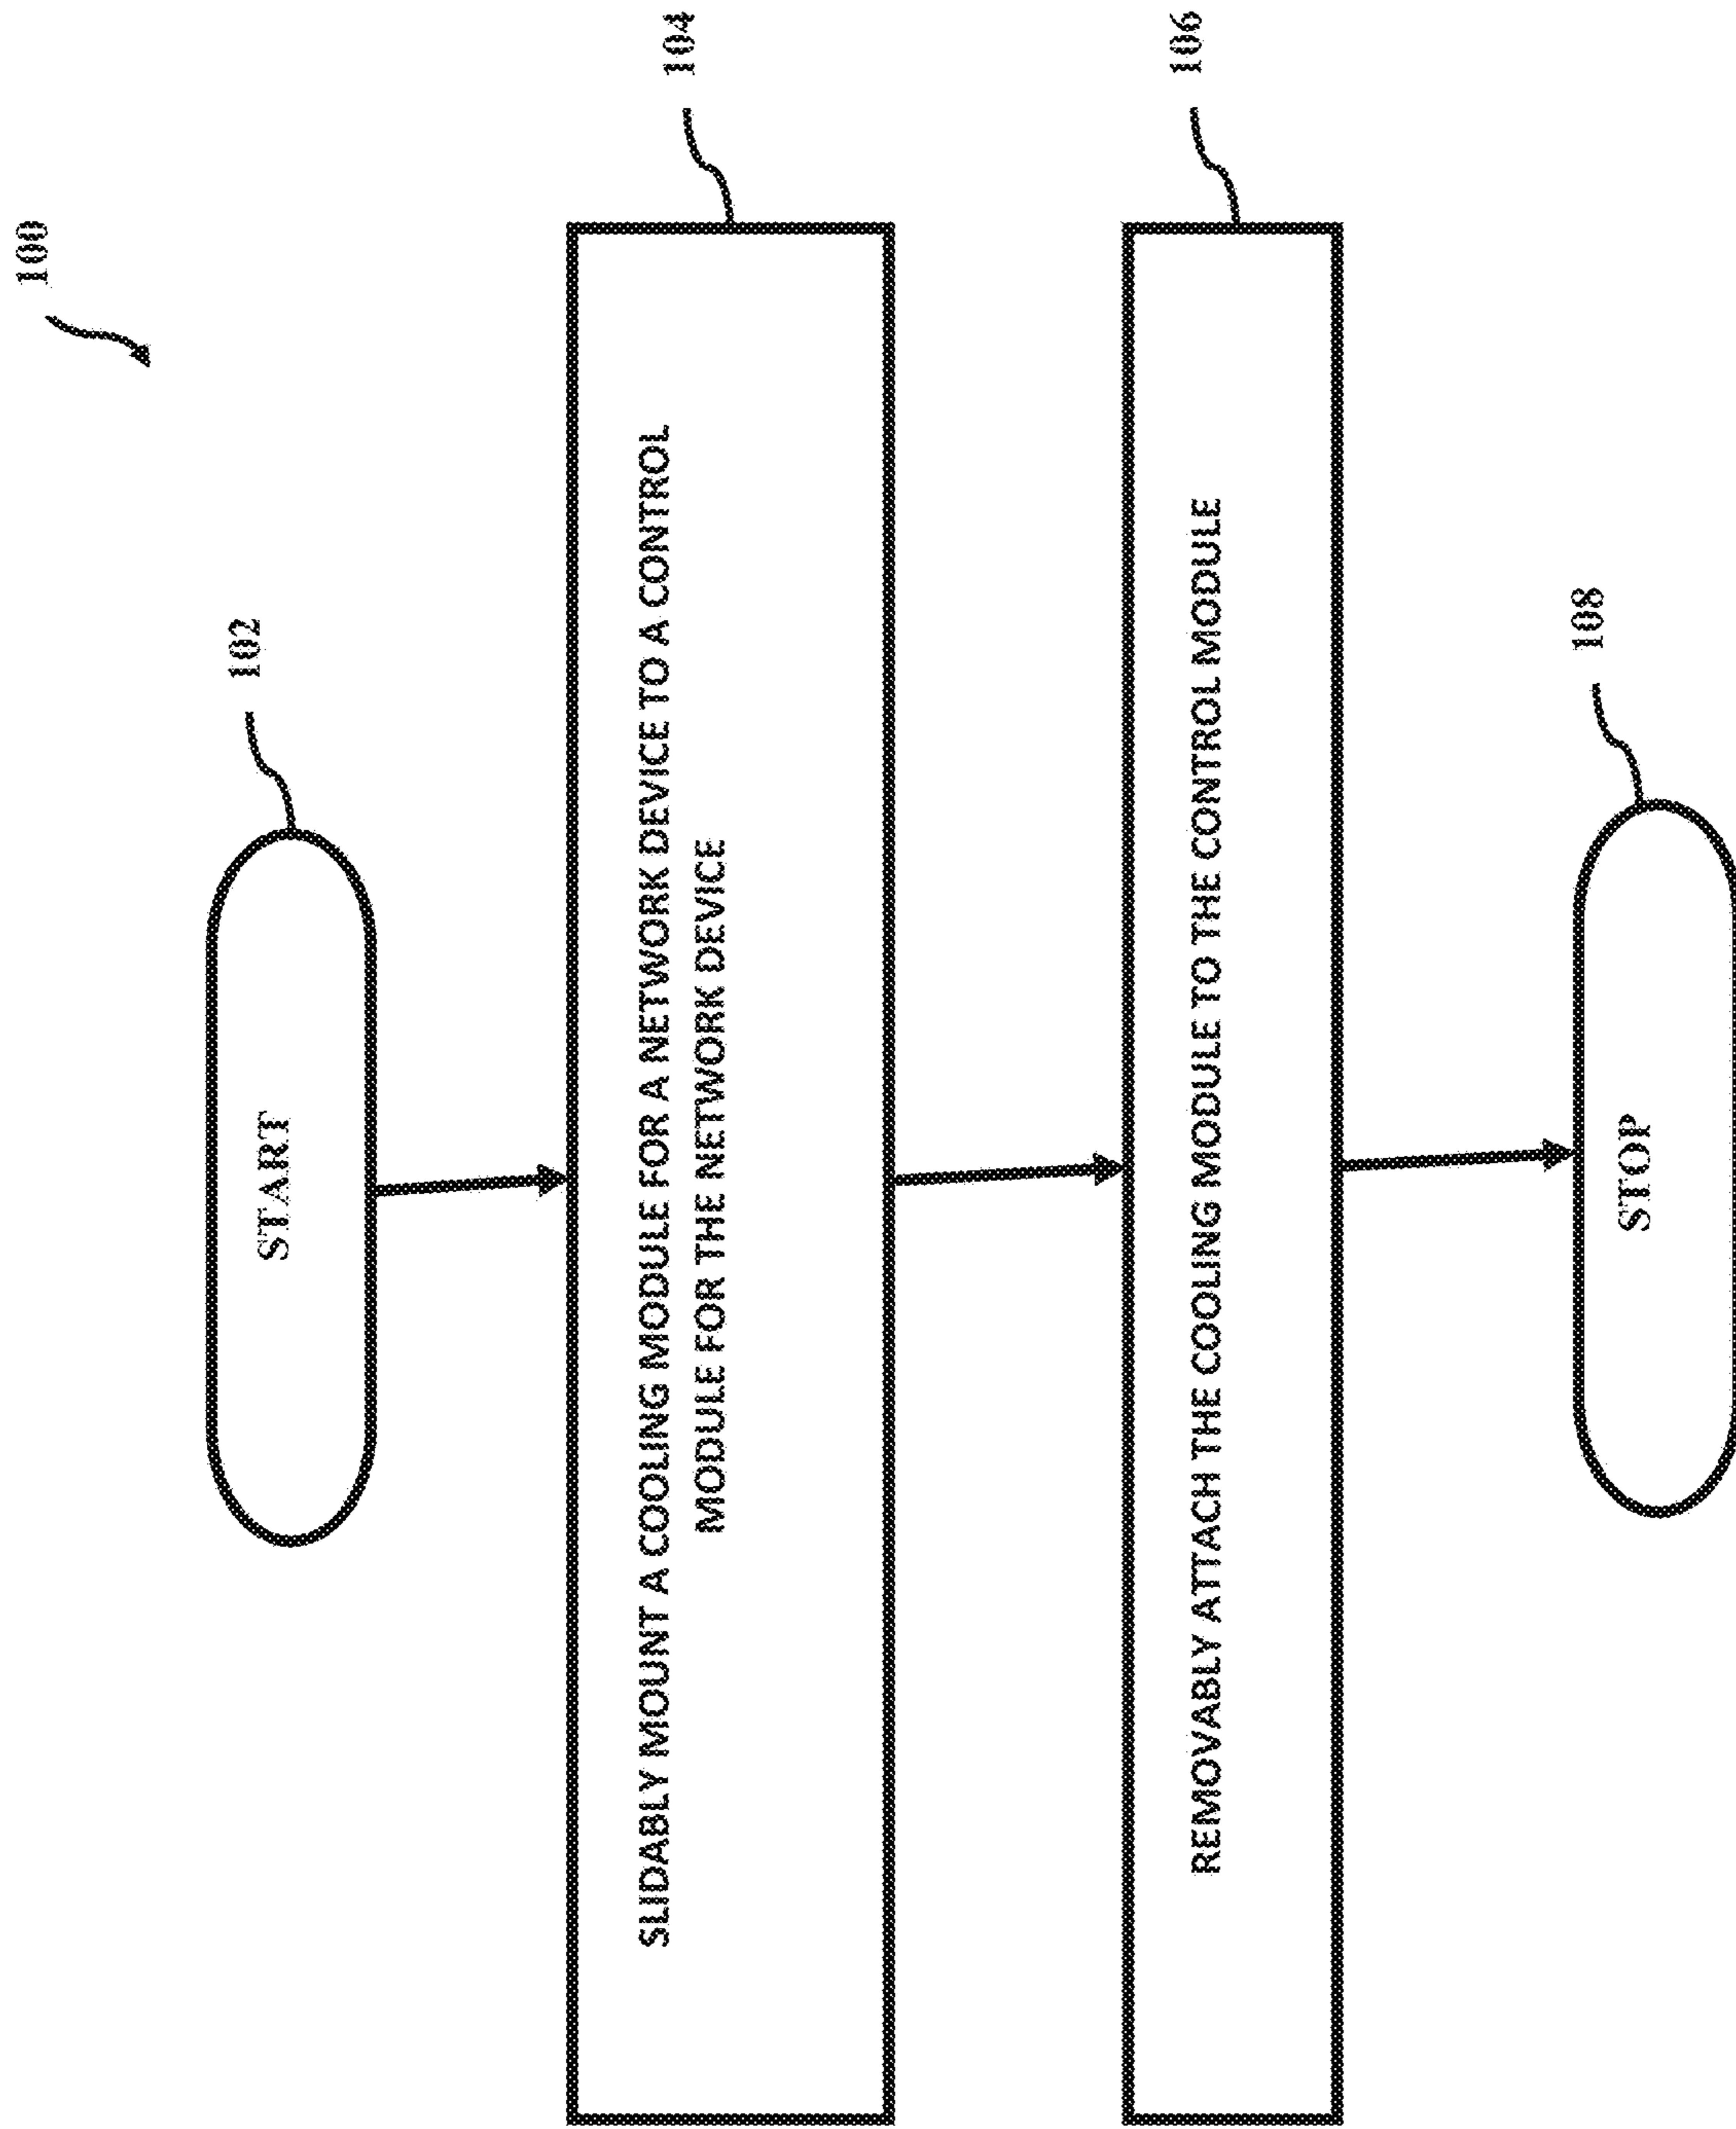 100
102
START
104
SLIDABLY MOUNT A COOLING MODULE FOR A NETWORK DEVICE TO A CONTROL
MODULE FOR THE NETWORK DEVICE
106
REMOVABLY ATTACH THE COOLING MODULE TO THE CONTROL MODULE
108
STOP